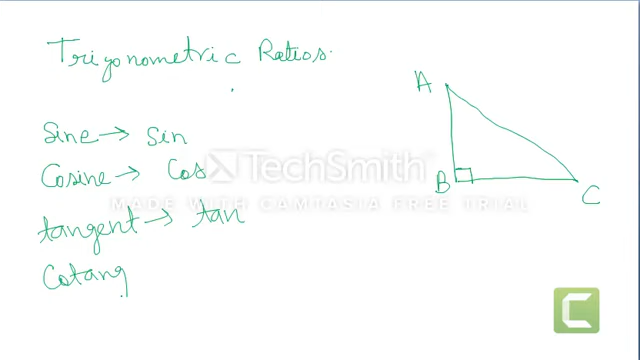 Trigonometric Ratios.
A
Sine → Sin
Cosine → Cos
TechSmith
B
C
MADE WITH CAMTASIA FREE TRIAL
tangent → tan
Cotang
C